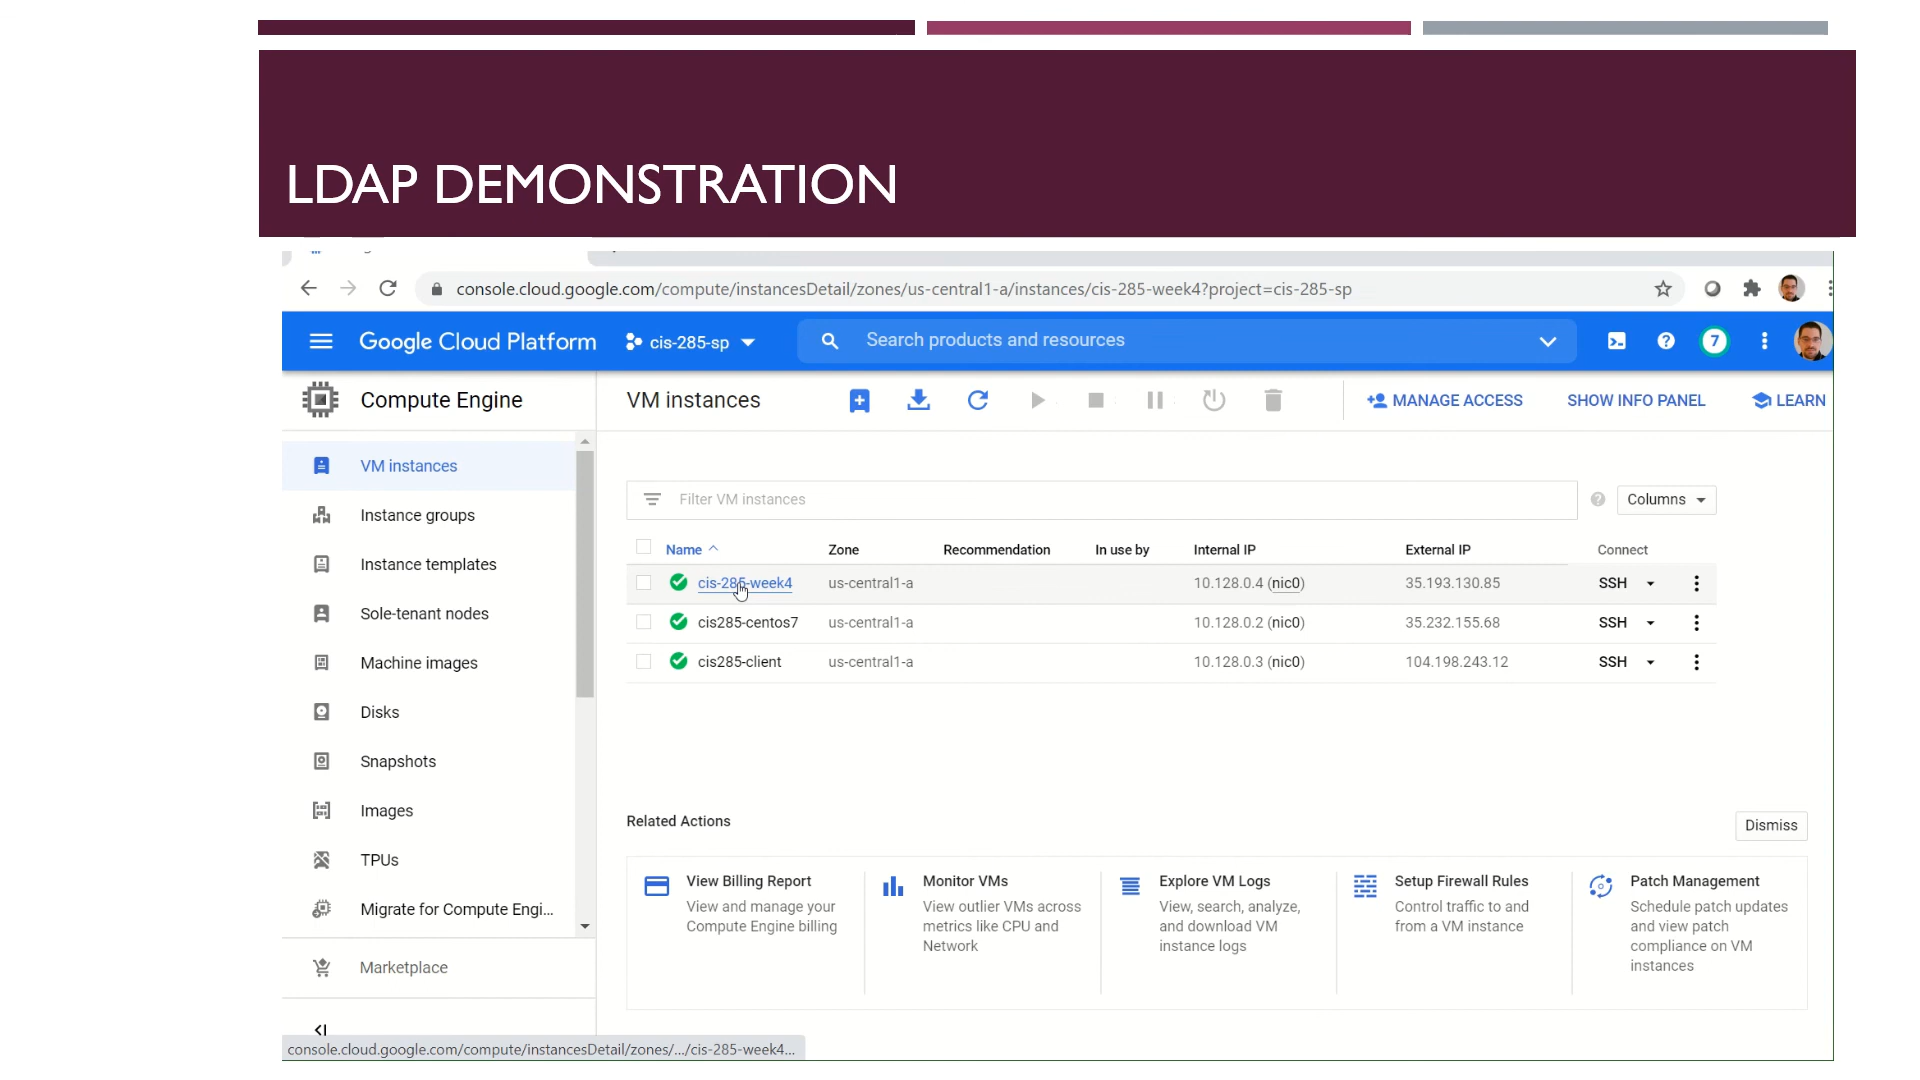 LDAP DEMONSTRATION
console.cloud.google.com/compute/instancesDetail/zones/us-central1-a/instances/cis-285-week4?project=cis-285-sp
Google Cloud Platform cis-285-sp Search products and resources 7
Compute Engine VM instances MANAGE ACCESS SHOW INFO PANEL LEARN
VM instances
Instance groups
Instance templates
Sole-tenant nodes
Machine images
Disks
Snapshots
Images
TPUs
Migrate for Compute Engi...
Marketplace
Filter VM instances Columns
Name Zone Recommendation In use by Internal IP External IP Connect
cis-285-week4 us-central1-a 10.128.0.4 (nic0) 35.193.130.85 SSH
cis285-centos7 us-central1-a 10.128.0.2 (nic0) 35.232.155.68 SSH
cis285-client us-central1-a 10.128.0.3 (nic0) 104.198.243.12 SSH
Related Actions Dismiss
View Billing Report
View and manage your
Compute Engine billing
Monitor VMs
View outlier VMs across
metrics like CPU and
Network
Explore VM Logs
View, search, analyze,
and download VM
instance logs
Setup Firewall Rules
Control traffic to and
from a VM instance
Patch Management
Schedule patch updates
and view patch
compliance on VM
instances
console.cloud.google.com/compute/instancesDetail/zones/.../cis-285-week4...